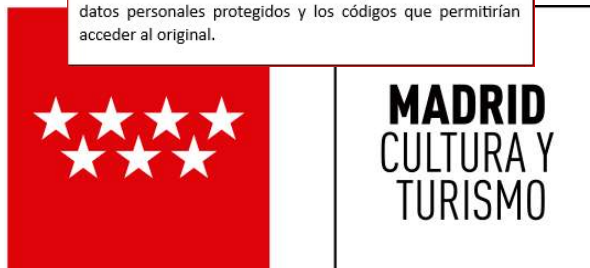 datos personales protegidos y los códigos que permitirían
acceder al original.
MADRID
CULTURA Y
TURISMO